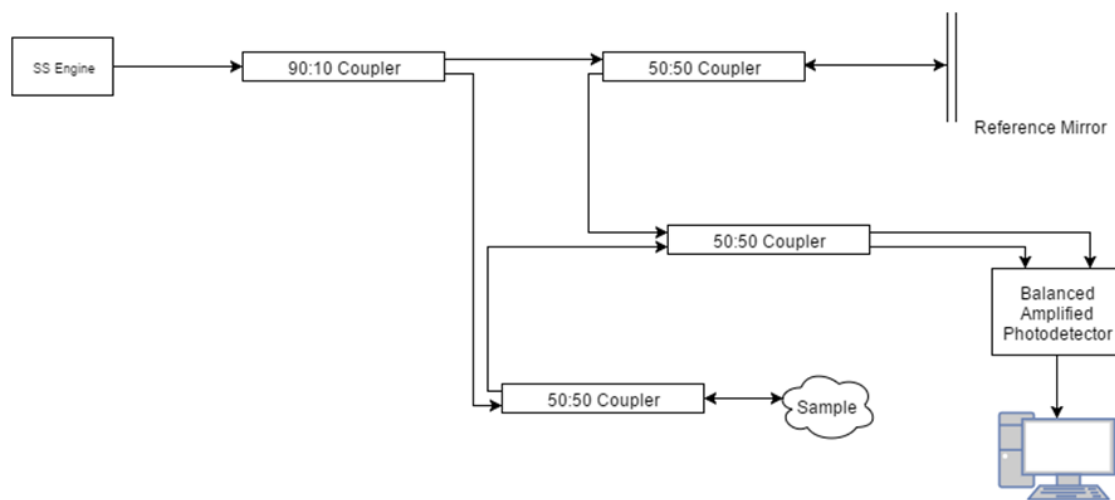 SS Engine
90:10 Coupler
50:50 Coupler
Reference Mirror
50:50 Coupler
Balanced
Amplified
Photodetector
50:50 Coupler
Sample